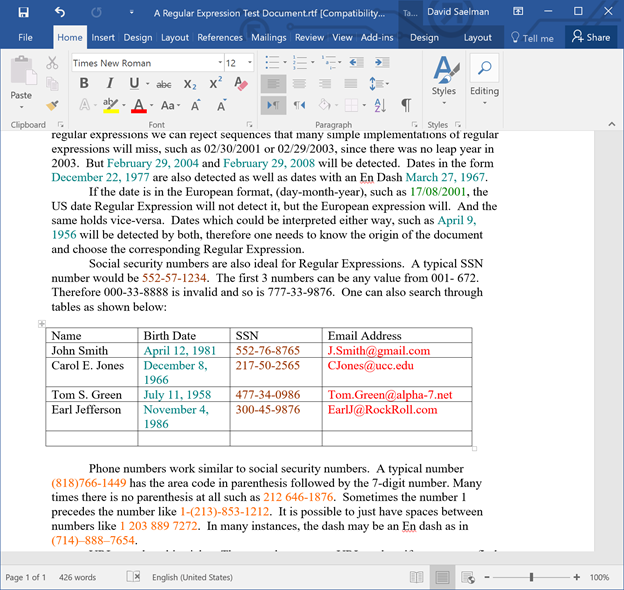 A Regular Expression Test Document.rtf [Compatibility... Ta... David Saelman
File Home Insert Design Layout References Mailings Review View Add-ins Design Layout Tell me Share
Times New Roman 12
B I U abc X₂ X²
A aby A Aa A A
Paste Styles Editing
Clipboard Font Paragraph Styles
regular expressions we can reject sequences that many simple implementations of regular
expressions will miss, such as 02/30/2001 or 02/29/2003, since there was no leap year in
2003. But February 29, 2004 and February 29, 2008 will be detected. Dates in the form
December 22, 1977 are also detected as well as dates with an En Dash March 27, 1967.
If the date is in the European format, (day-month-year), such as 17/08/2001, the
US date Regular Expression will not detect it, but the European expression will. And the
same holds vice-versa. Dates which could be interpreted either way, such as April 9,
1956 will be detected by both, therefore one needs to know the origin of the document
and choose the corresponding Regular Expression.
Social security numbers are also ideal for Regular Expressions. A typical SSN
number would be 552-57-1234. The first 3 numbers can be any value from 001- 672.
Therefore 000-33-8888 is invalid and so is 777-33-9876. One can also search through
tables as shown below:
Name Birth Date SSN Email Address
John Smith April 12, 1981 552-76-8765 J.Smith@gmail.com
Carol E. Jones December 8, 217-50-2565 CJones@ucc.edu
1966
Tom S. Green July 11, 1958 477-34-0986 Tom.Green@alpha-7.net
Earl Jefferson November 4, 300-45-9876 EarlJ@RockRoll.com
1986
Phone numbers work similar to social security numbers. A typical number
(818)766-1449 has the area code in parenthesis followed by the 7-digit number. Many
times there is no parenthesis at all such as 212 646-1876. Sometimes the number 1
precedes the number like 1-(213)-853-1212. It is possible to just have spaces between
numbers like 1 203 889 7272. In many instances, the dash may be an En dash as in
(714)–888–7654.
Page 1 of 1 426 words English (United States) 100%